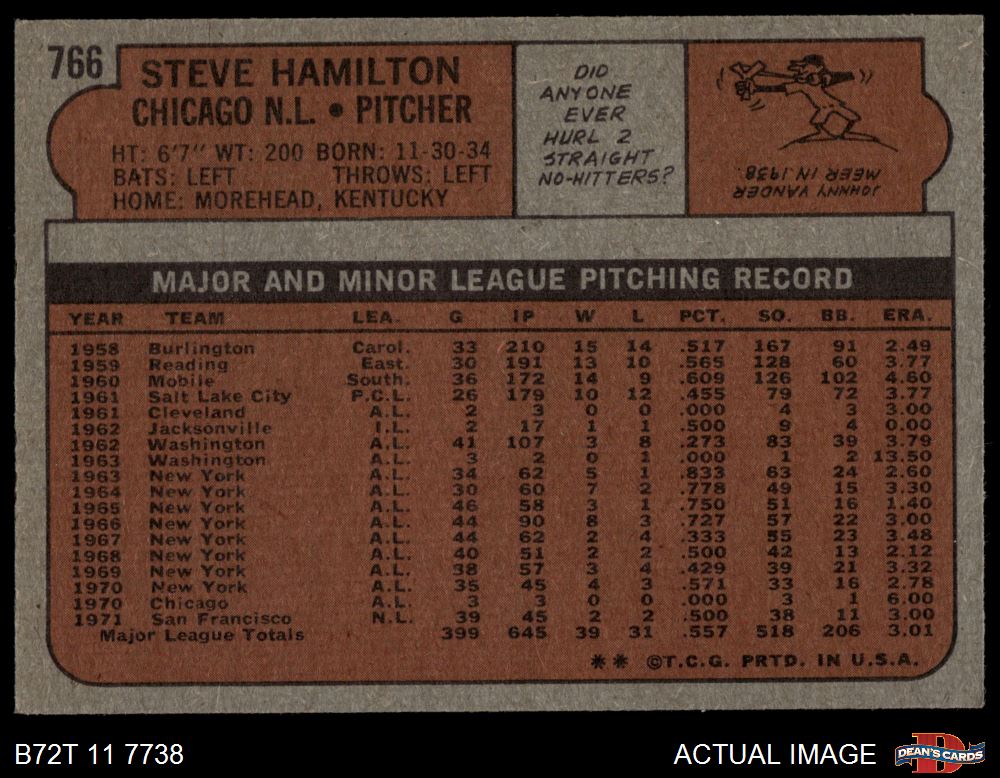 766
STEVE HAMILTON
CHICAGO N.L. • PITCHER
HT: 6'7" WT: 200 BORN: 11-30-34
BATS: LEFT THROWS: LEFT
HOME: MOREHEAD, KENTUCKY
DID
ANYONE
EVER
HURL 2
STRAIGHT
NO-HITTERS?
JOHNNY VANDER
MEER IN 1938.
MAJOR AND MINOR LEAGUE PITCHING RECORD
YEAR TEAM LEA. G IP W L PCT. SO. BB. ERA.
1958 Burlington Carol. 33 210 15 14 .517 167 91 2.49
1959 Reading East. 30 191 13 10 .565 128 60 3.77
1960 Mobile South. 36 172 14 9 .609 126 102 4.60
1961 Salt Lake City P.C.L. 26 179 10 12 .455 79 72 3.77
1961 Cleveland A.L. 2 3 0 0 .000 4 3 3.00
1962 Jacksonville I.L. 2 17 1 1 .500 9 4 0.00
1962 Washington A.L. 41 107 3 8 .273 83 39 3.79
1963 Washington A.L. 3 2 0 1 .000 1 2 13.50
1963 New York A.L. 34 62 5 1 .833 63 24 2.60
1964 New York A.L. 30 60 7 2 .778 49 15 3.30
1965 New York A.L. 46 58 3 1 .750 51 16 1.40
1966 New York A.L. 44 90 8 3 .727 57 22 3.00
1967 New York A.L. 44 62 2 4 .333 55 23 3.48
1968 New York A.L. 40 51 2 2 .500 42 13 2.12
1969 New York A.L. 38 57 3 4 .429 39 21 3.32
1970 New York A.L. 35 45 4 3 .571 33 16 2.78
1970 Chicago A.L. 3 3 0 0 .000 3 1 6.00
1971 San Francisco N.L. 39 45 2 2 .500 38 11 3.00
Major League Totals 399 645 39 31 .557 518 206 3.01
** ©T.C.G. PRTD. IN U.S.A.
B72T 11 7738 ACTUAL IMAGE DEAN'S CARDS